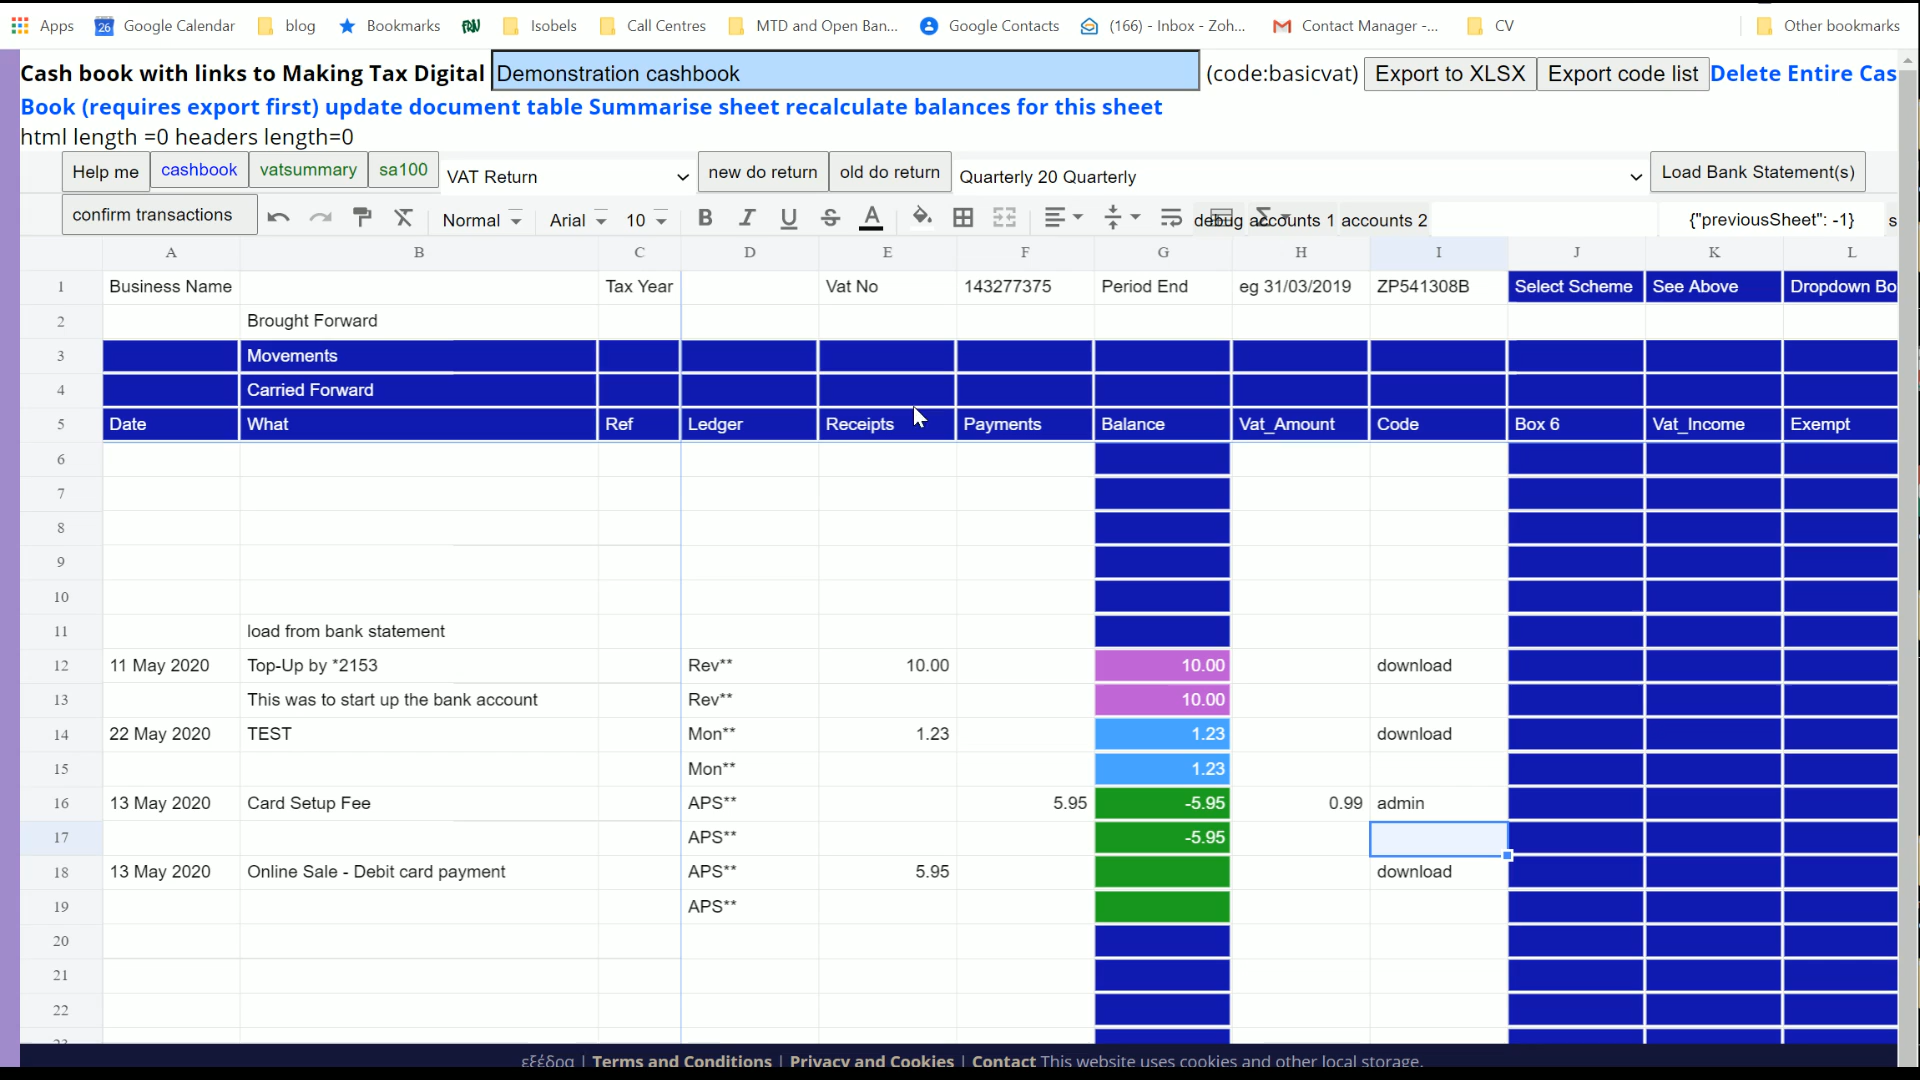 Apps 26 Google Calendar blog Bookmarks Isobels Call Centres MTD and Open Ban... Google Contacts (166) - Inbox - Zoh... Contact Manager -... CV Other bookmarks
Cash book with links to Making Tax Digital Demonstration cashbook (code:basicvat) Export to XLSX Export code list Delete Entire Cas
Book (requires export first) update document table Summarise sheet recalculate balances for this sheet
html length =0 headers length=0
Help me cashbook vatsummary sa100 VAT Return new do return old do return Quarterly 20 Quarterly Load Bank Statement(s)
confirm transactions Normal Arial 10 B I U S A debug accounts 1 accounts 2 {"previousSheet": -1} s
A B C D E F G H I J K L
1 Business Name Tax Year Vat No 143277375 Period End eg 31/03/2019 ZP541308B Select Scheme See Above Dropdown Bo
2 Brought Forward
3 Movements
4 Carried Forward
5 Date What Ref Ledger Receipts Payments Balance Vat_Amount Code Box 6 Vat_Income Exempt
6
7
8
9
10
11 load from bank statement
12 11 May 2020 Top-Up by *2153 Rev** 10.00 10.00 download
13 This was to start up the bank account Rev** 10.00
14 22 May 2020 TEST Mon** 1.23 1.23 download
15 Mon** 1.23
16 13 May 2020 Card Setup Fee APS** 5.95 -5.95 0.99 admin
17 APS** -5.95
18 13 May 2020 Online Sale - Debit card payment APS** 5.95 download
19 APS**
20
21
22
23
εξέδρα | Terms and Conditions | Privacy and Cookies | Contact This website uses cookies and other local storage.